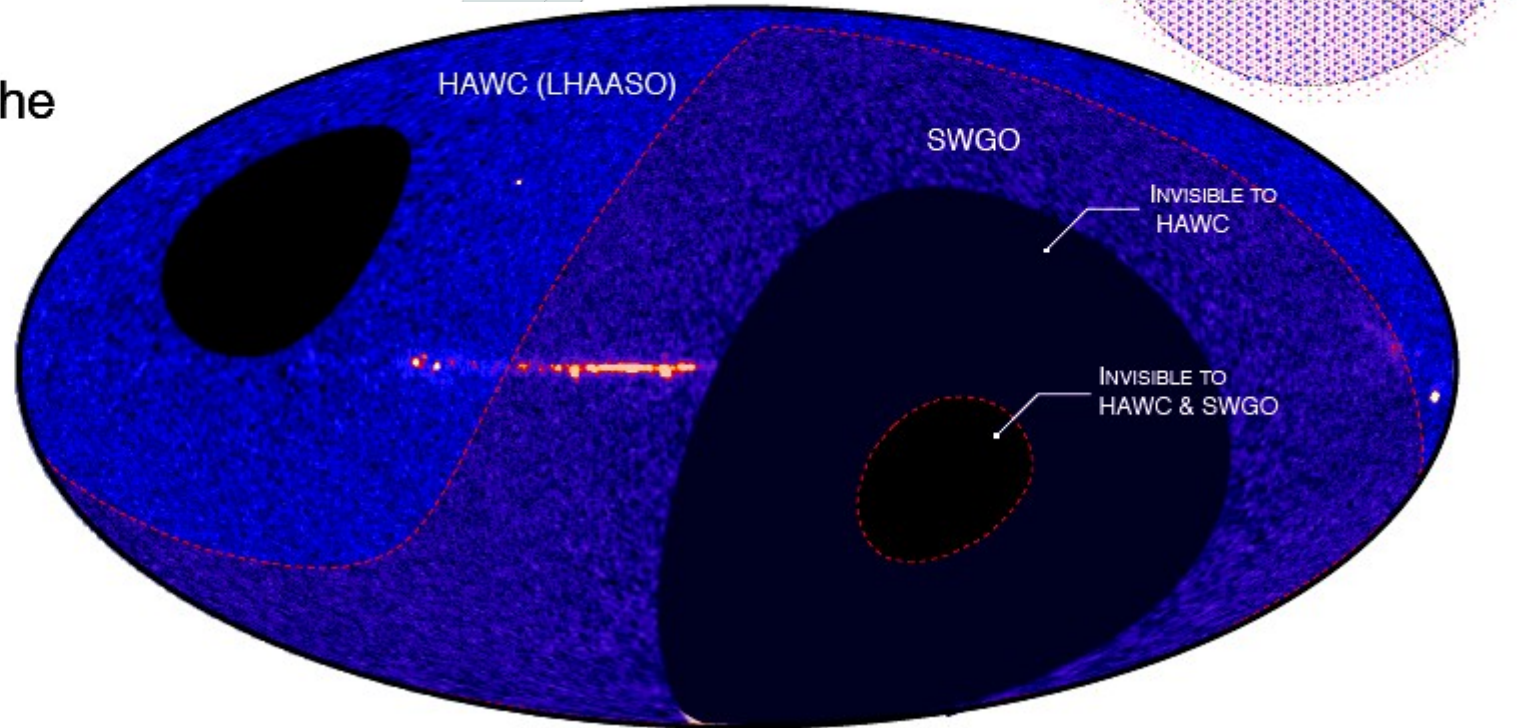 he
HAWC (LHAASO)
SWGO
INVISIBLE TO
HAWC
INVISIBLE TO
HAWC & SWGO